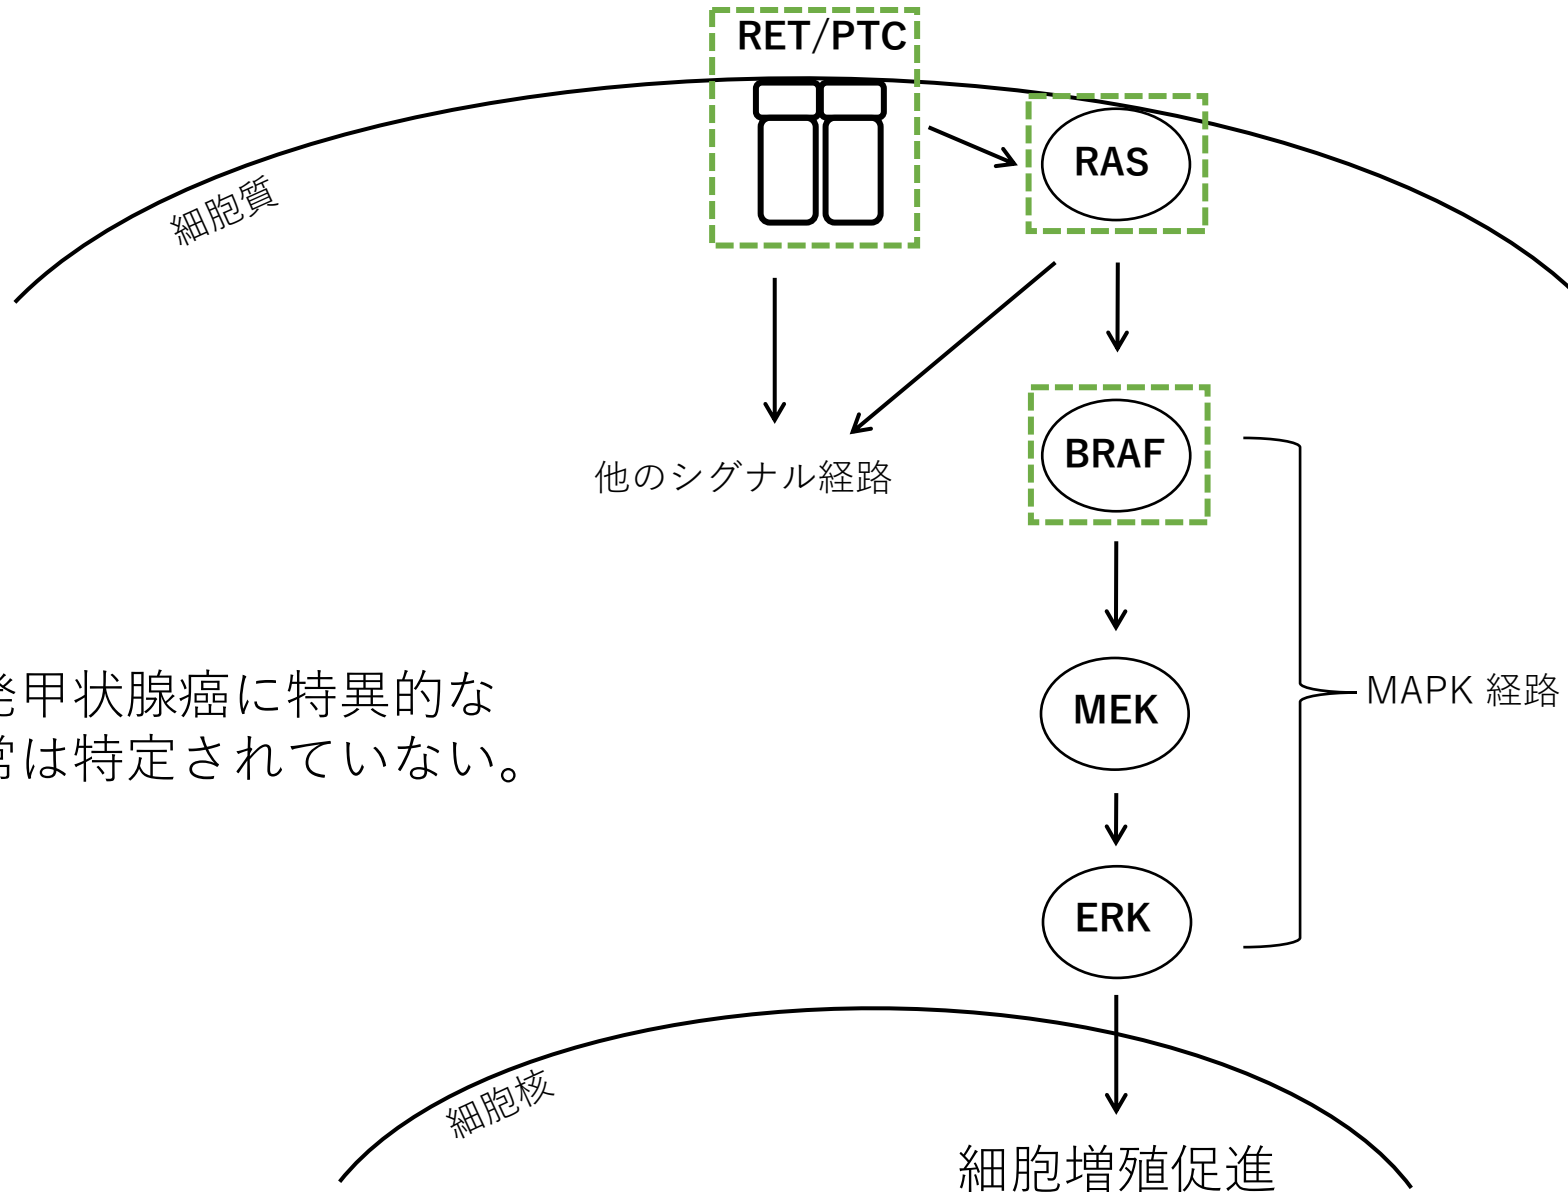 RET/PTC
RAS
細胞質
BRAF
他のシグナル経路
発甲状腺癌に特異的な
常は特定されていない。
MEK
MAPK 経路
ERK
細胞核
細胞増殖促進